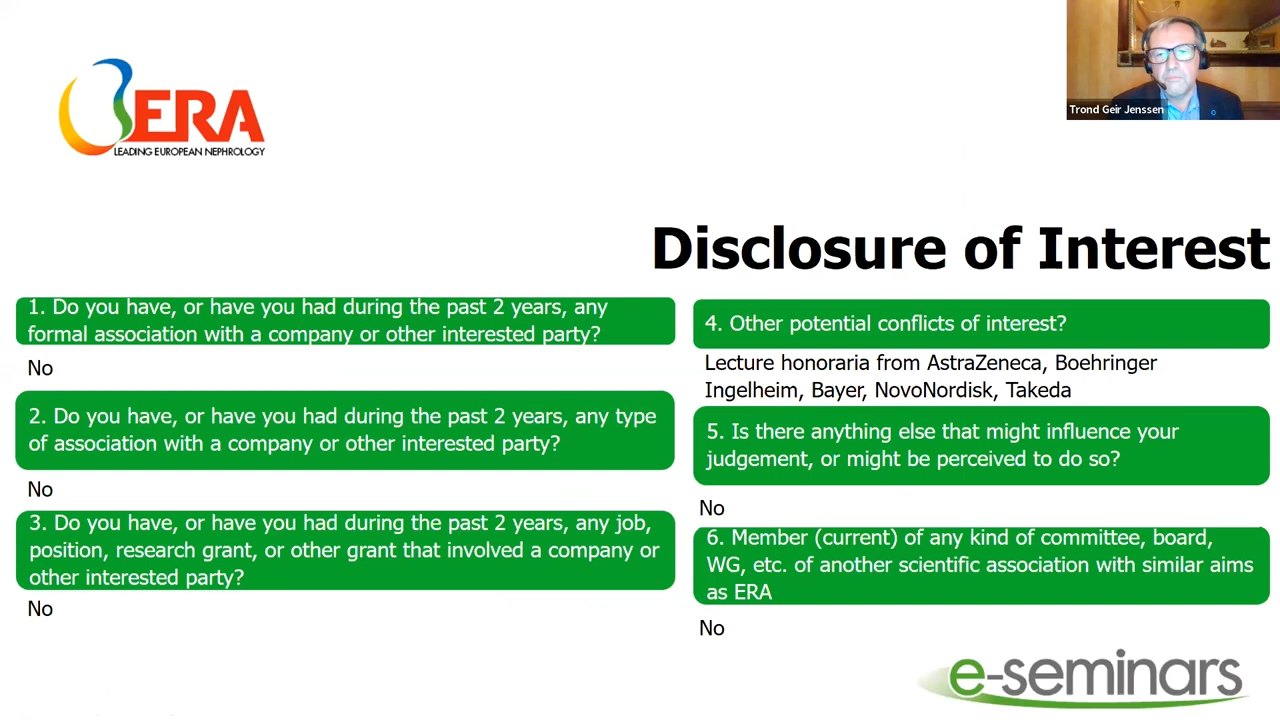 ERA
LEADING EUROPEAN NEPHROLOGY
Trond Geir Jenssen
Disclosure of Interest
1. Do you have, or have you had during the past 2 years, any
formal association with a company or other interested party?
No
2. Do you have, or have you had during the past 2 years, any type
of association with a company or other interested party?
No
3. Do you have, or have you had during the past 2 years, any job,
position, research grant, or other grant that involved a company or
other interested party?
No
4. Other potential conflicts of interest?
Lecture honoraria from AstraZeneca, Boehringer
Ingelheim, Bayer, NovoNordisk, Takeda
5. Is there anything else that might influence your
judgement, or might be perceived to do so?
No
6. Member (current) of any kind of committee, board,
WG, etc. of another scientific association with similar aims
as ERA
No
e-seminars